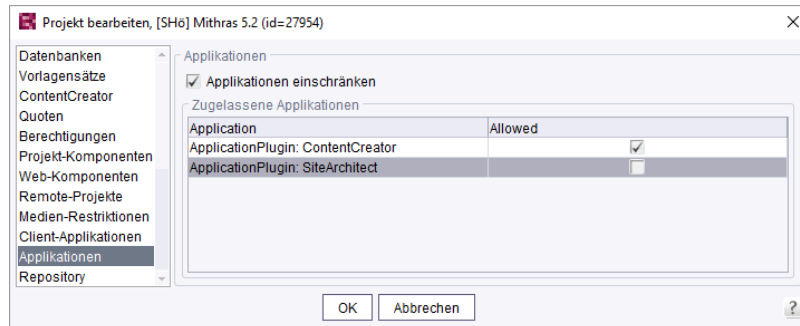 Projekt bearbeiten, [SHö] Mithras 5.2 (id=27954)
Datenbanken
Vorlagensätze
ContentCreator
Quoten
Berechtigungen
Projekt-Komponenten
Web-Komponenten
Remote-Projekte
Medien-Restriktionen
Client-Applikationen
Applikationen
Repository
Applikationen
Applikationen einschränken
Zugelassene Applikationen
Application Allowed
ApplicationPlugin: ContentCreator
ApplicationPlugin: SiteArchitect
OK Abbrechen
?